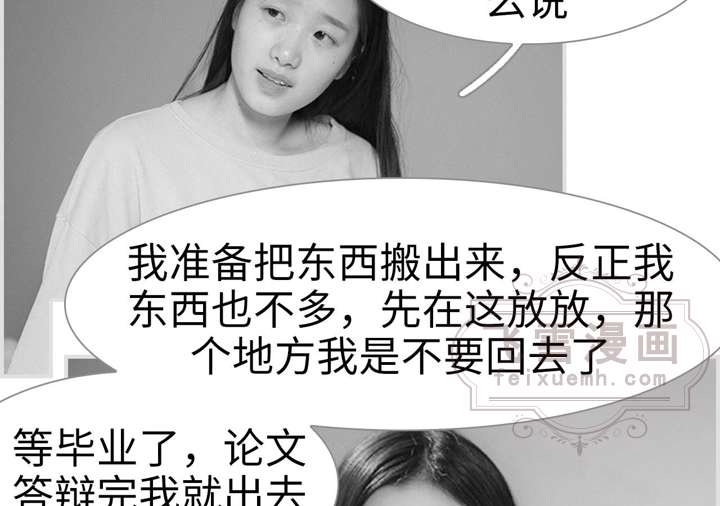 么说
我准备把东西搬出来，反正我
东西也不多，先在这放放，那
个地方我是不要回去了
飞雪漫画
feixuemh.com
等毕业了，论文
答辩完我就出去